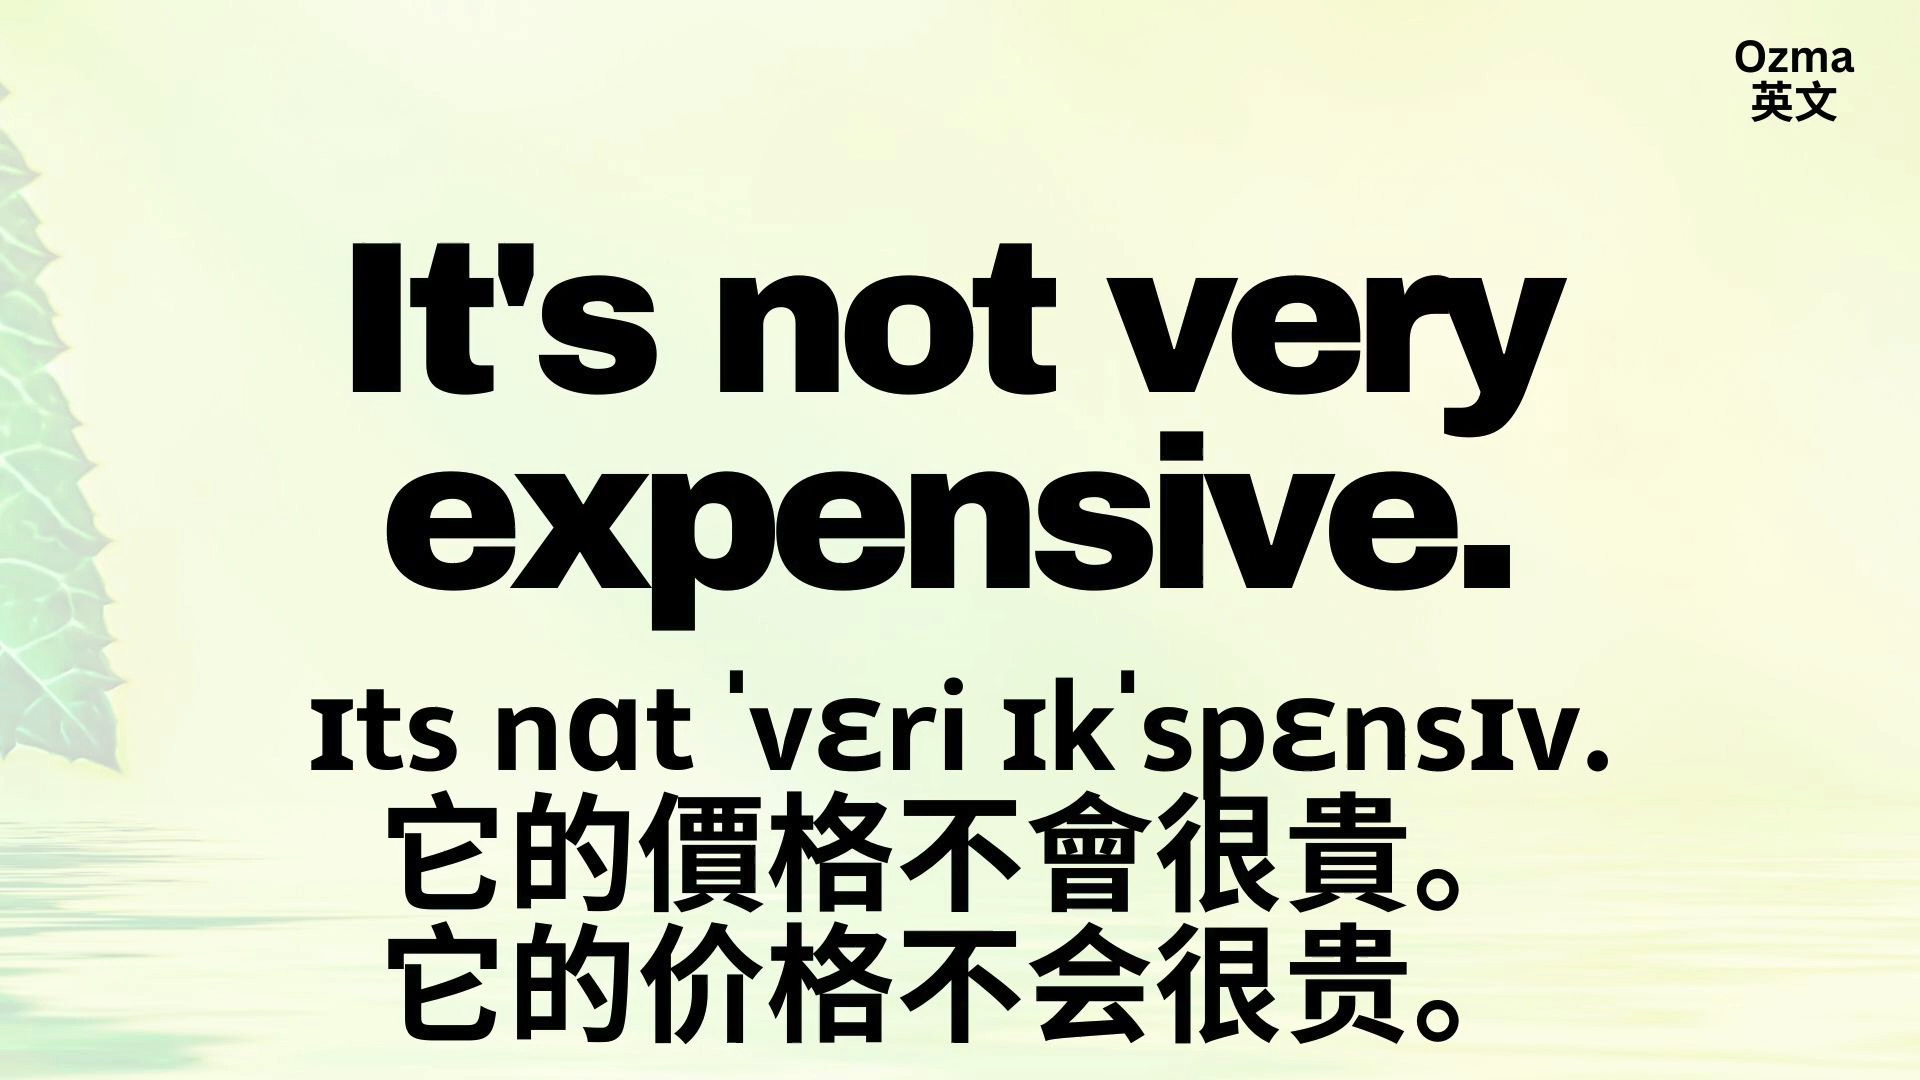 Ozma
英文
It's not very
expensive.
ɪts nɑt ˈvɛri ɪkˈspɛnsɪv.
它的價格不會很貴。
它的价格不会很贵。